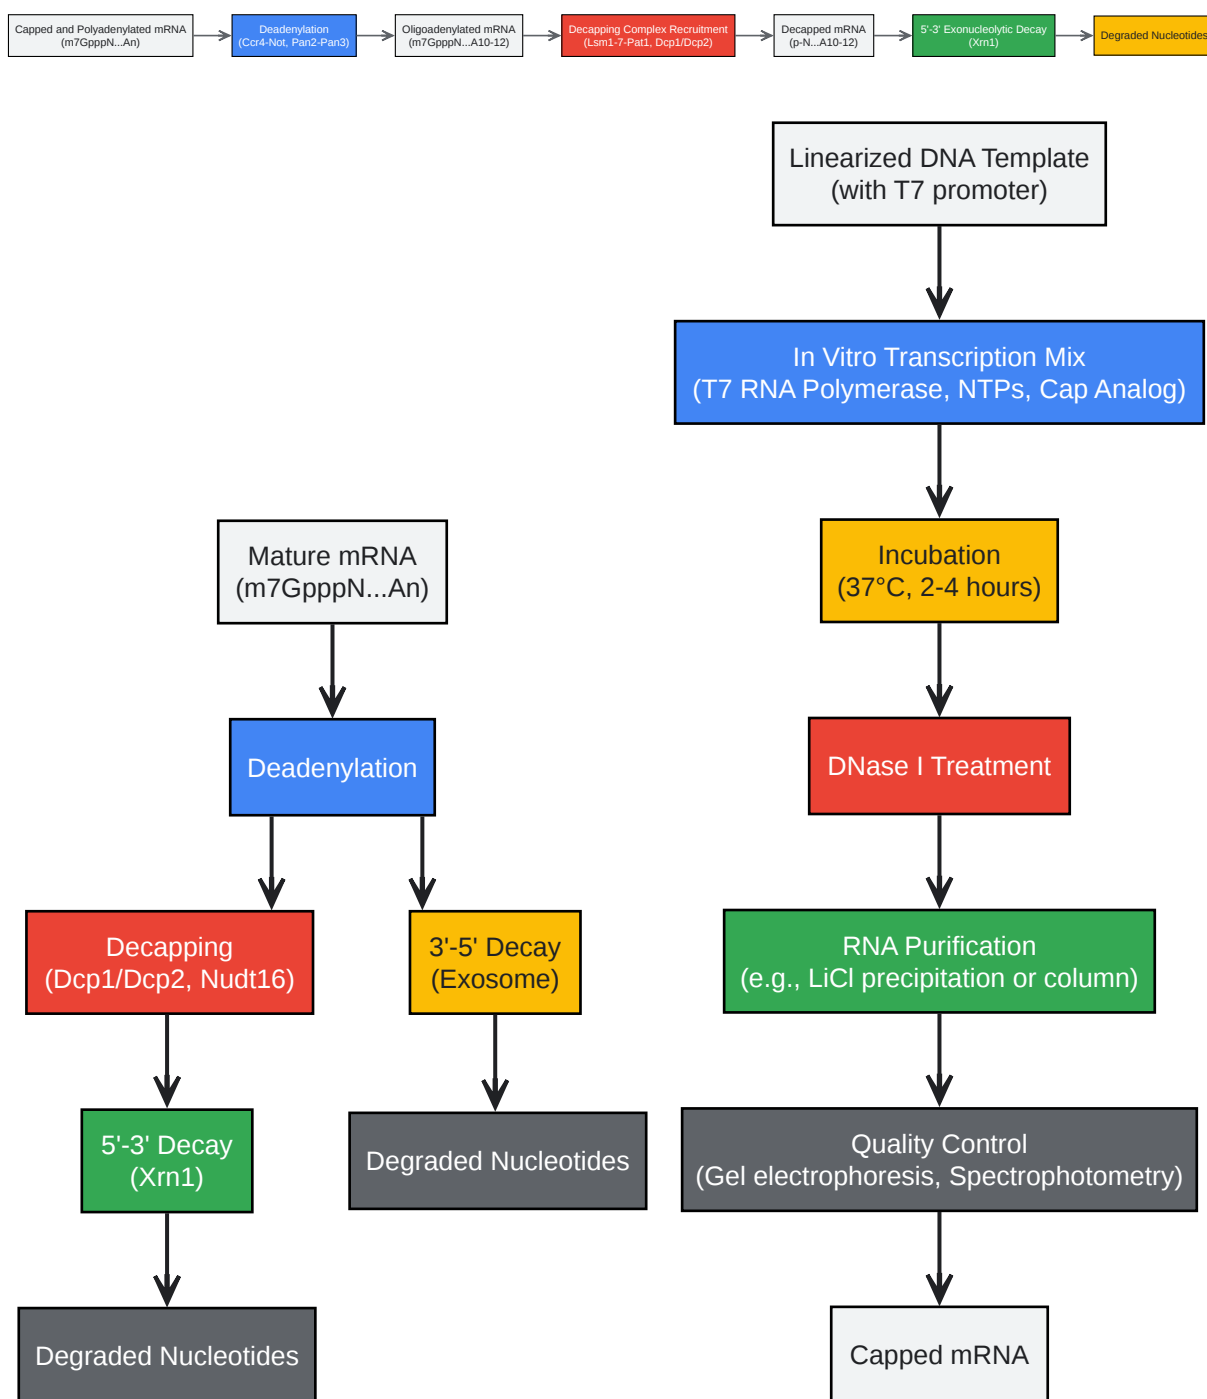 Capped and Polyadenylated mRNA
(m7GpppN...An)
Deadenylation
(Ccr4-Not, Pan2-Pan3)
Oligoadenylated mRNA
(m7GpppN...A10-12)
Decapping Complex Recruitment
(Lsm1-7-Pat1, Dcp1/Dcp2)
Decapped mRNA
(p-N...A10-12)
5'-3' Exonucleolytic Decay
(Xrn1)
Degraded Nucleotides
Mature mRNA
(m7GpppN...An)
Deadenylation
Decapping
(Dcp1/Dcp2, Nudt16)
3'-5' Decay
(Exosome)
5'-3' Decay
(Xrn1)
Degraded Nucleotides
Degraded Nucleotides
Linearized DNA Template
(with T7 promoter)
In Vitro Transcription Mix
(T7 RNA Polymerase, NTPs, Cap Analog)
Incubation
(37°C, 2-4 hours)
DNase I Treatment
RNA Purification
(e.g., LiCl precipitation or column)
Quality Control
(Gel electrophoresis, Spectrophotometry)
Capped mRNA